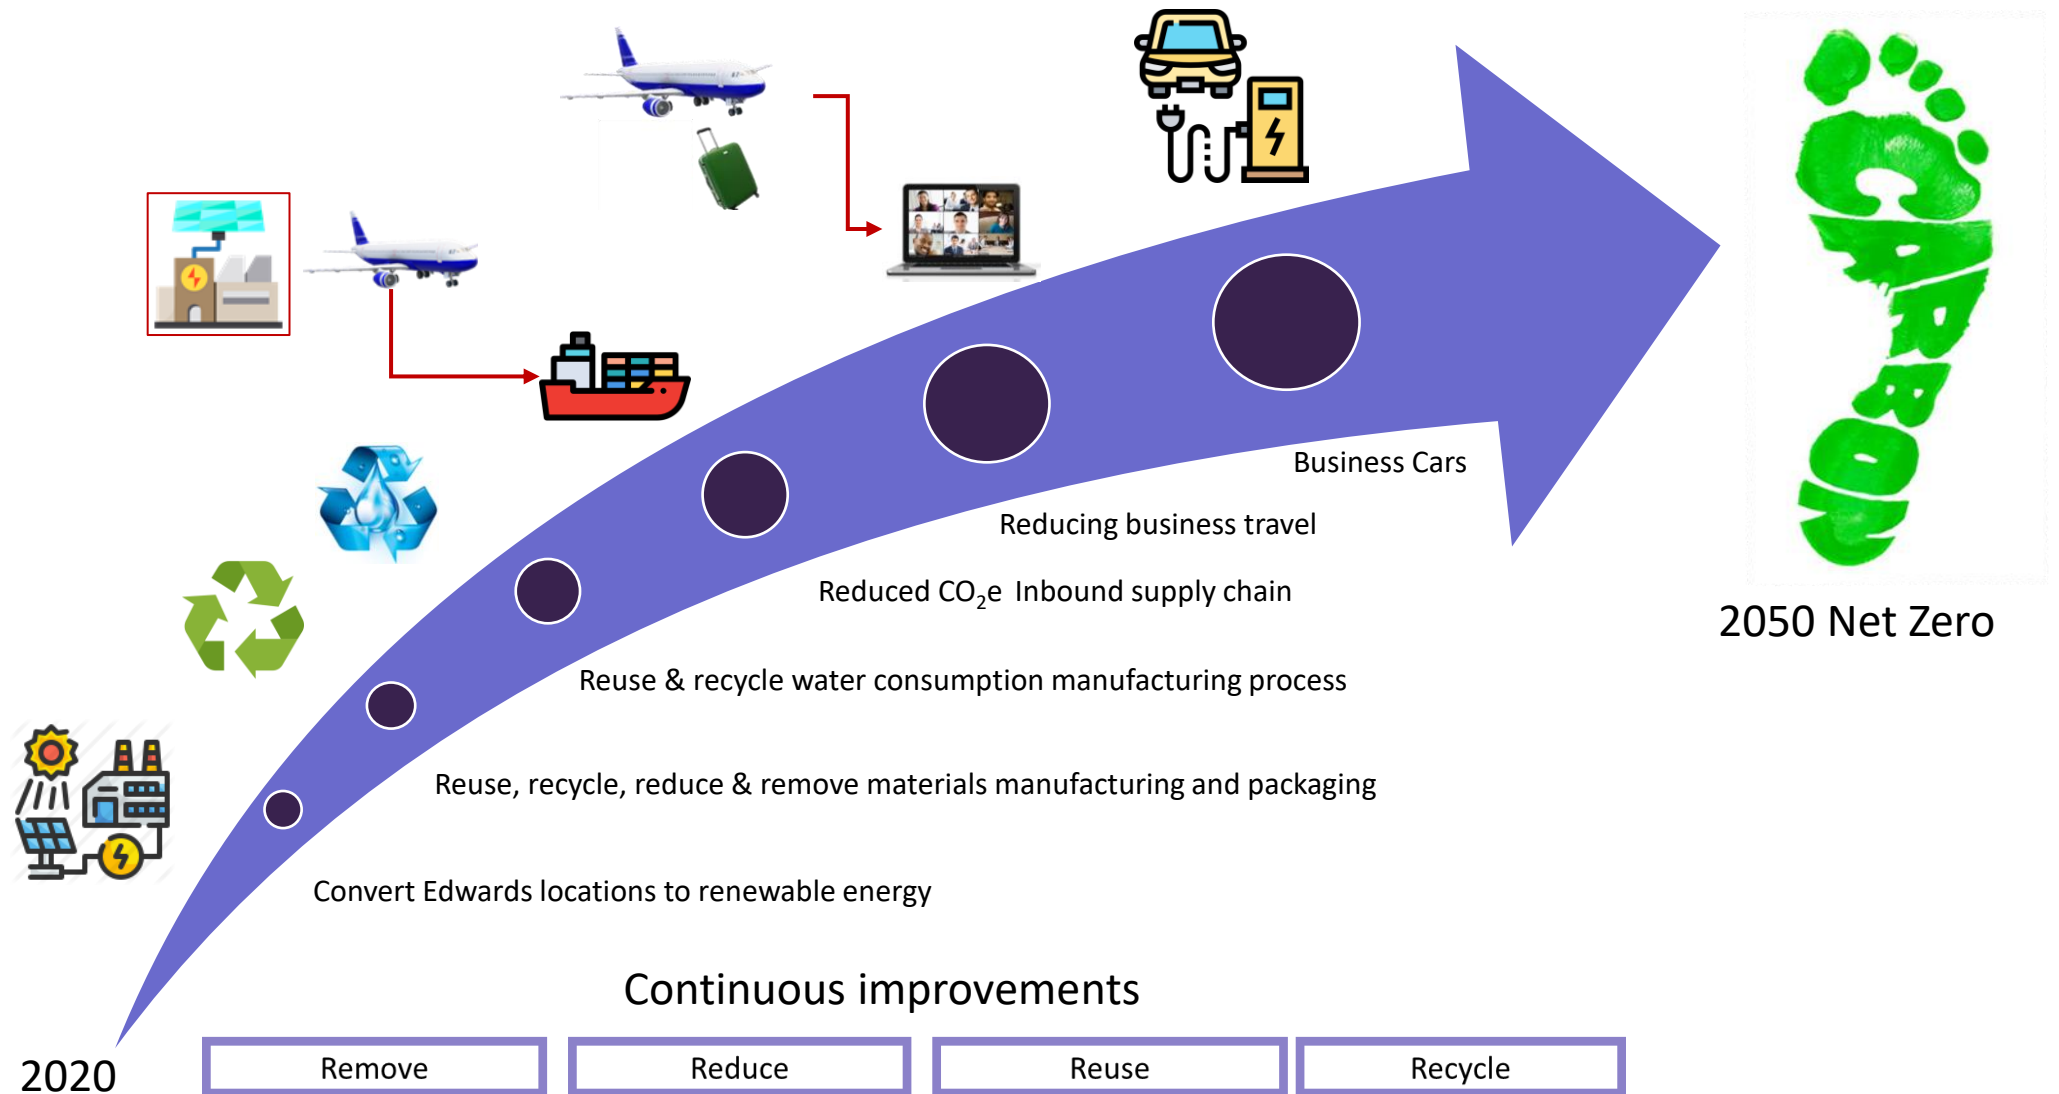 CARBON
Business Cars
Reducing business travel
Reduced CO₂e Inbound supply chain
2050 Net Zero
Reuse & recycle water consumption manufacturing process
Reuse, recycle, reduce & remove materials manufacturing and packaging
Convert Edwards locations to renewable energy
Continuous improvements
2020
Remove
Reduce
Reuse
Recycle